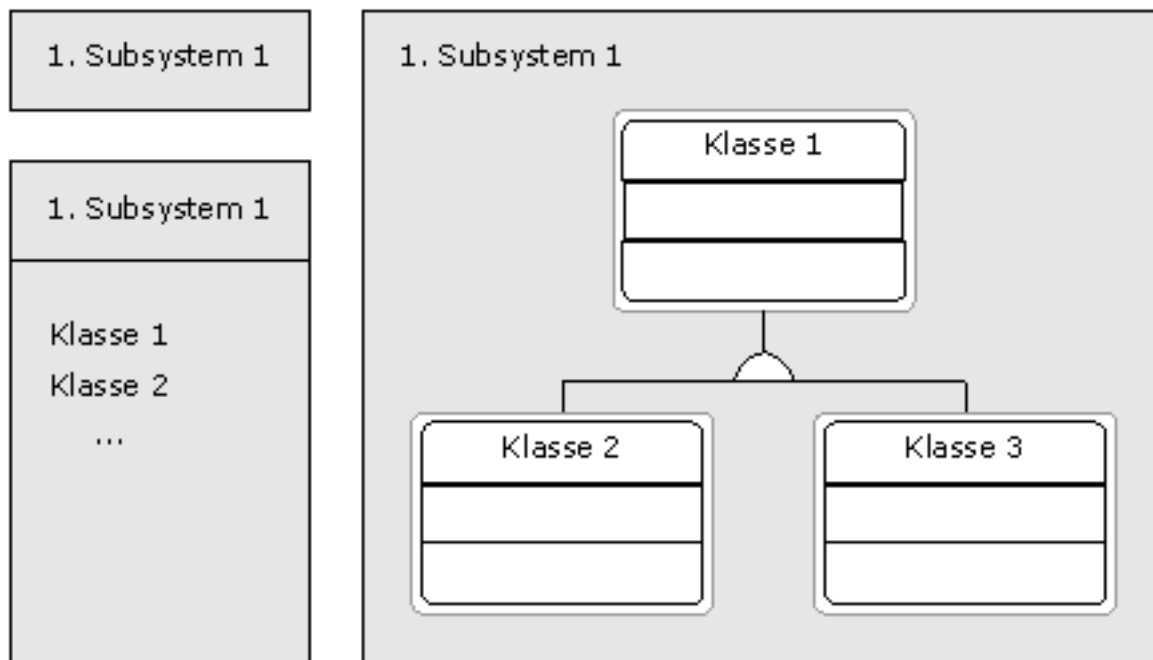 1. Subsystem 1
1. Subsystem 1
Klasse 1
Klasse 2
...
1. Subsystem 1
Klasse 1
Klasse 2
Klasse 3